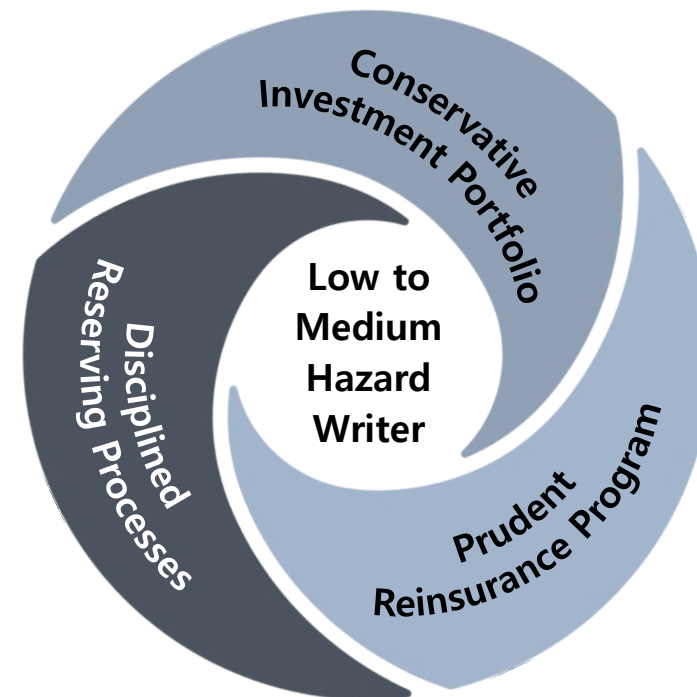 Conservative
Investment Portfolio
Low to
Medium
Hazard
Writer
Disciplined
Reserving Processes
Prudent
Reinsurance Program